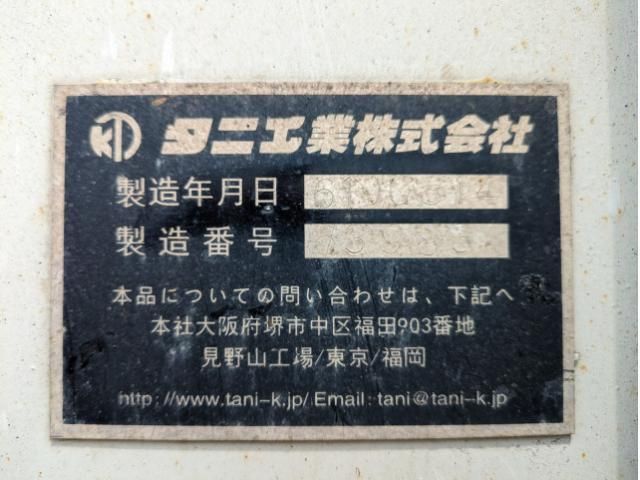 タニエ業株式会社
製造年月日
製造番号
本品についての問い合わせは、下記へ
本社大阪府堺市中区福田903番地
見野山工場/東京/福岡
http://www.tani-k.jp/ Email: tani@tani-k.jp